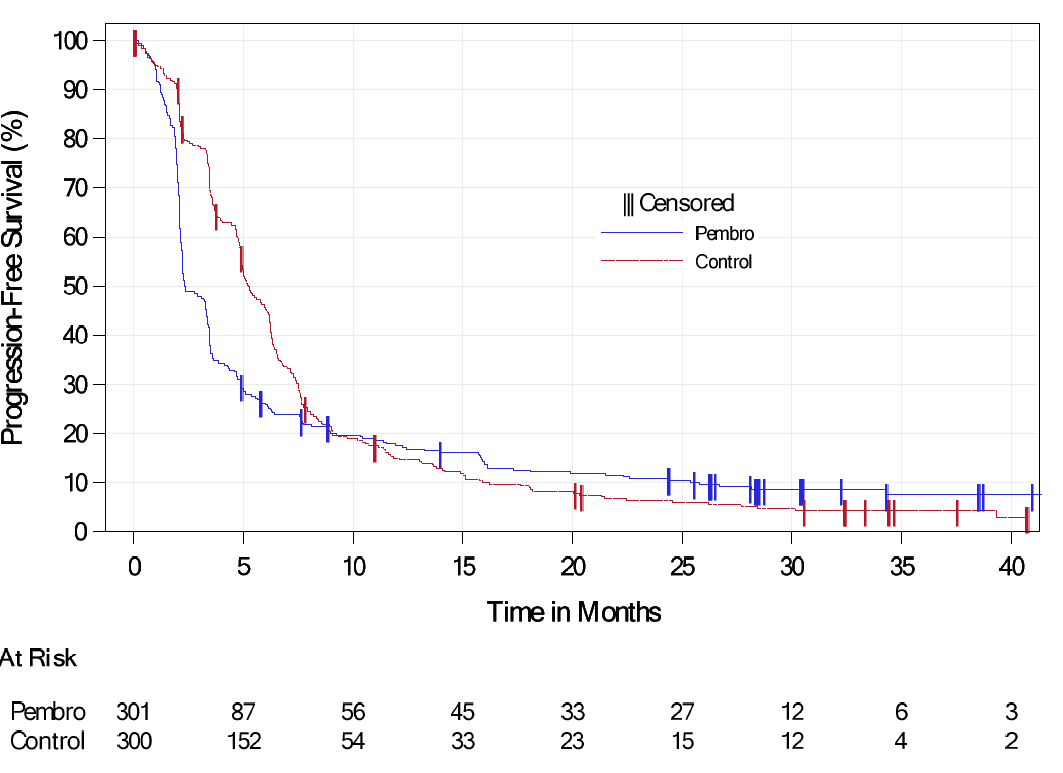 Progression-Free Survival (%)
100
90
80
70
60
50
40
30
20
10
0
Censored
Pembro
Control
0 5 10 15 20 25 30 35 40
Time in Months
At Risk
Pembro 301 87 56 45 33 27 12 6 3
Control 300 152 54 33 23 15 12 4 2